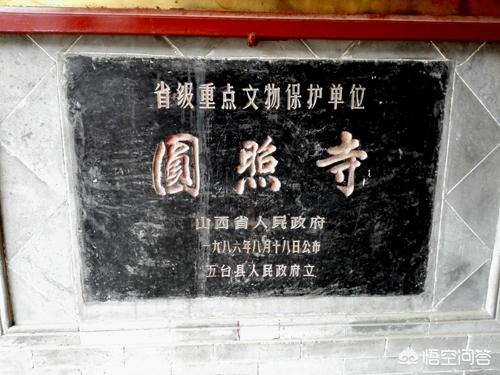 省级重点文物保护单位
圓照寺
山西省人民政府
一九八六年八月十八日公布
五台县人民政府立
悟空问答